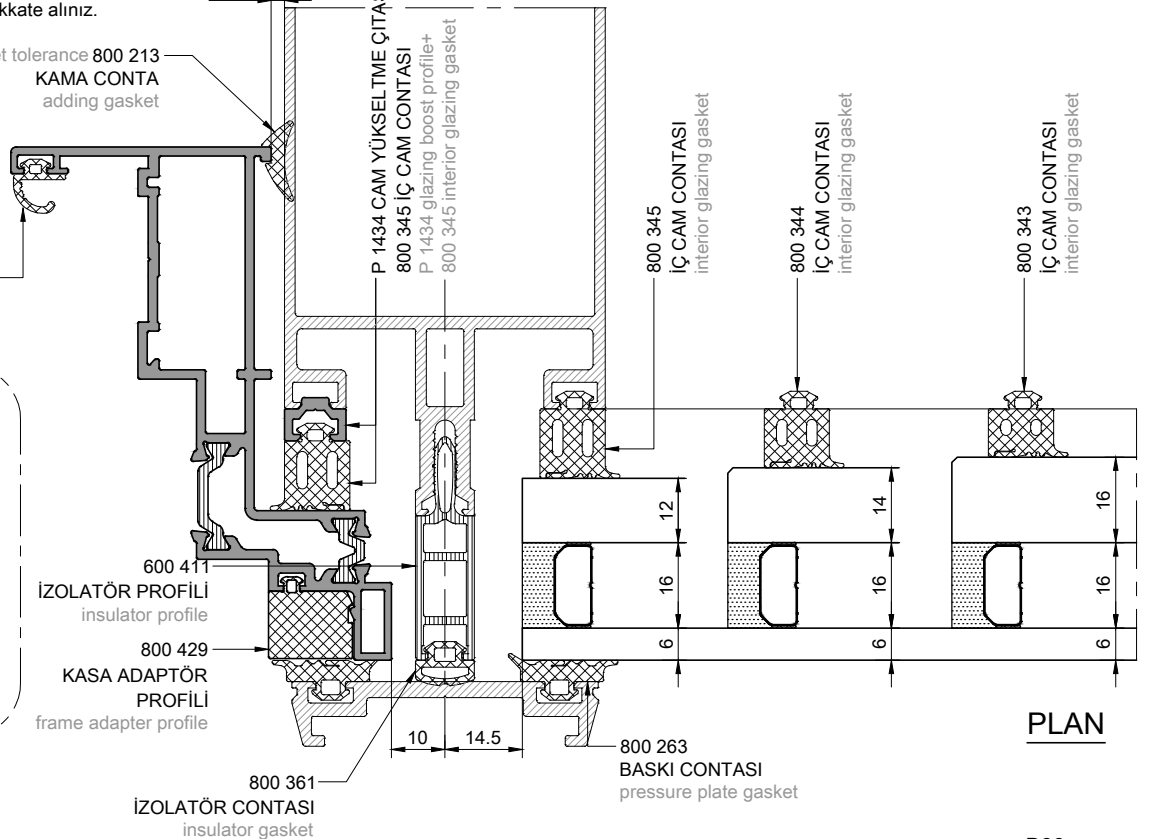 kkate alınız.
et tolerance 800 213
KAMA CONTA
adding gasket
P 1434 CAM YÜKSELTME ÇITAS
800 345 İÇ CAM CONTASI
P 1434 glazing boost profile+
800 345 interior glazing gasket
800 345
İÇ CAM CONTASI
interior glazing gasket
800 344
İÇ CAM CONTASI
interior glazing gasket
800 343
İÇ CAM CONTASI
interior glazing gasket
12
14
16
16
16
16
6
6
6
600 411
İZOLATÖR PROFİLİ
insulator profile
800 429
KASA ADAPTÖR
PROFİLİ
frame adapter profile
10
14.5
PLAN
800 263
BASKI CONTASI
pressure plate gasket
800 361
İZOLATÖR CONTASI
insulator gasket